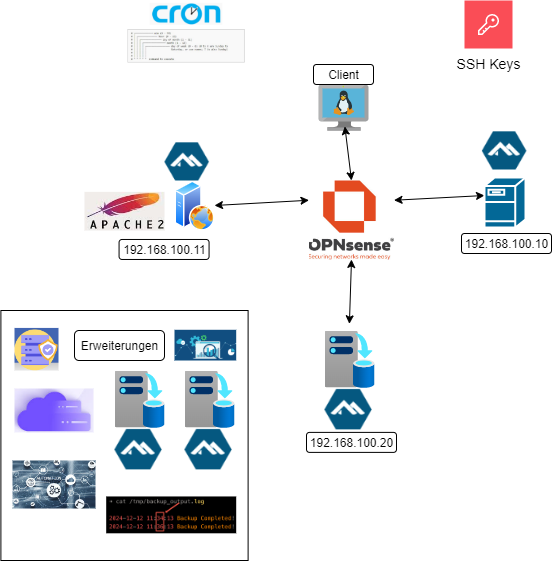 cron
SSH Keys
Client
APACHE2
192.168.100.11
OPNsense®
Securing networks made easy
192.168.100.10
Erweiterungen
192.168.100.20
cat /tmp/backup_output.log
2024-12-12 11:34:13 Backup Completed!
2024-12-12 11:36:13 Backup Completed!